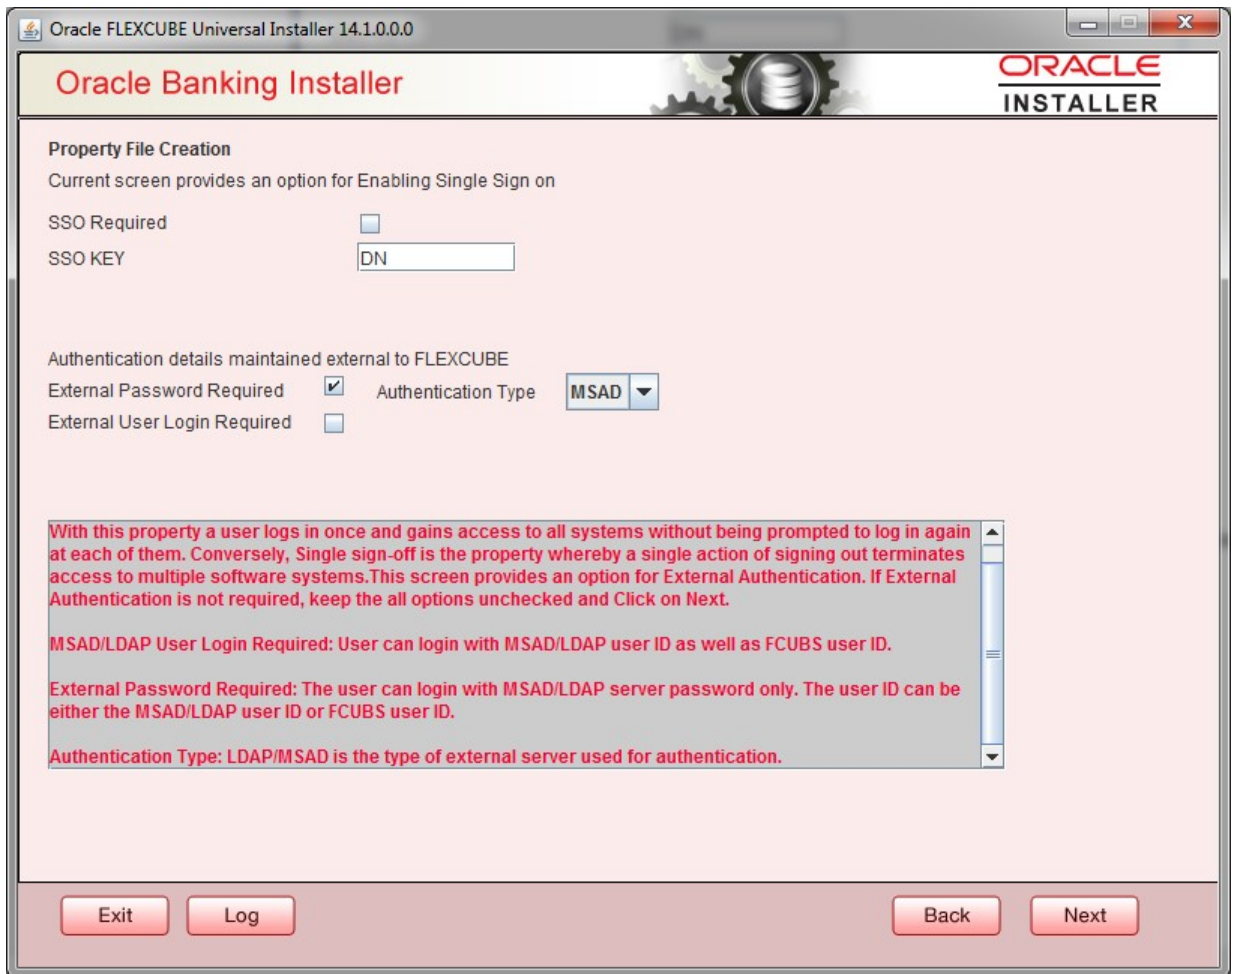 Oracle FLEXCUBE Universal Installer 14.1.0.0.0
Oracle Banking Installer
ORACLE
INSTALLER
Property File Creation
Current screen provides an option for Enabling Single Sign on
SSO Required
SSO KEY DN
Authentication details maintained external to FLEXCUBE
External Password Required Authentication Type MSAD
External User Login Required
With this property a user logs in once and gains access to all systems without being prompted to log in again
at each of them. Conversely, Single sign-off is the property whereby a single action of signing out terminates
access to multiple software systems.This screen provides an option for External Authentication. If External
Authentication is not required, keep the all options unchecked and Click on Next.
MSAD/LDAP User Login Required: User can login with MSAD/LDAP user ID as well as FCUBS user ID.
External Password Required: The user can login with MSAD/LDAP server password only. The user ID can be
either the MSAD/LDAP user ID or FCUBS user ID.
Authentication Type: LDAP/MSAD is the type of external server used for authentication.
Exit Log Back Next